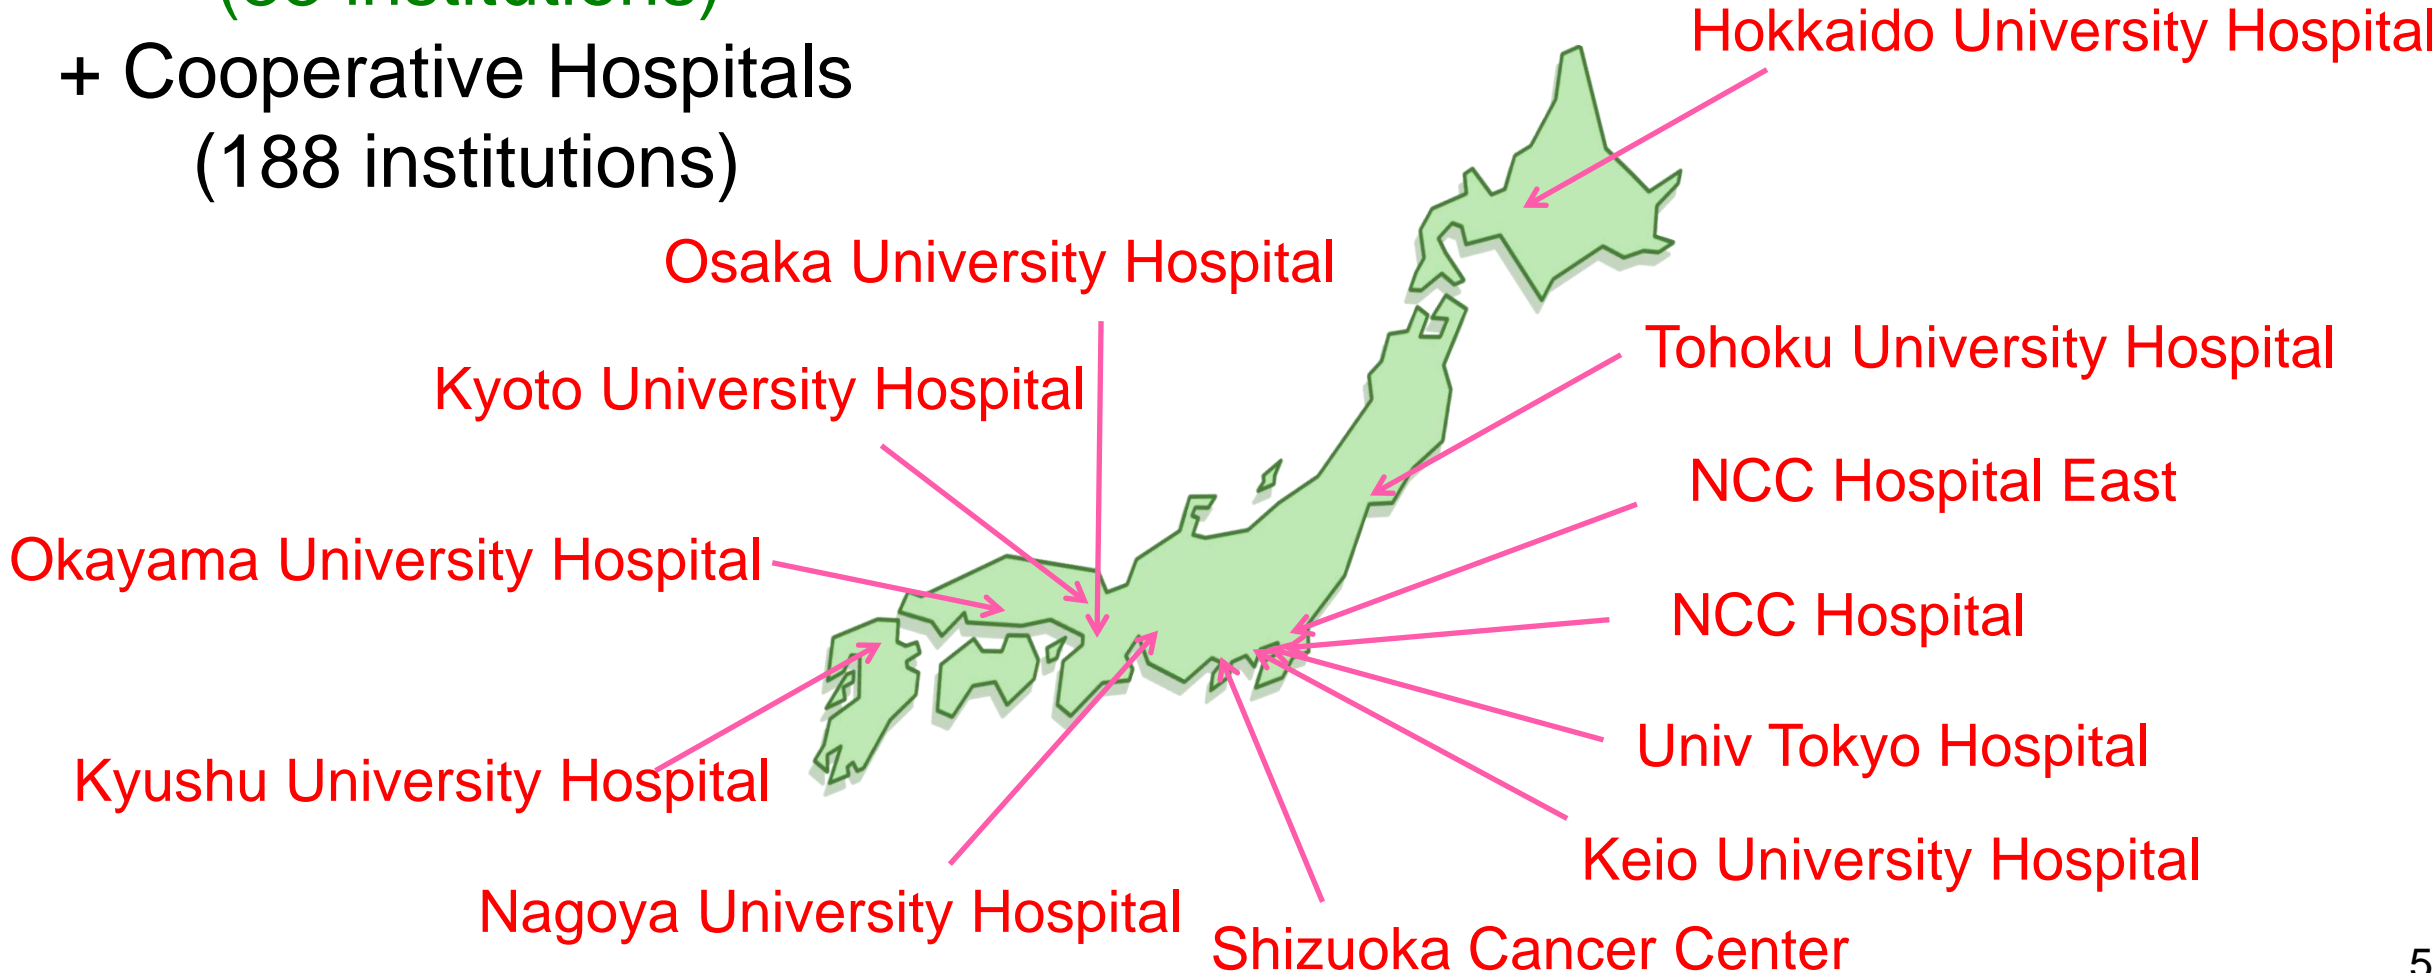 institutions)
+ Cooperative Hospitals
(188 institutions)
Hokkaido University Hospital
Osaka University Hospital
Tohoku University Hospital
Kyoto University Hospital
NCC Hospital East
Okayama University Hospital
NCC Hospital
Univ Tokyo Hospital
Kyushu University Hospital
Keio University Hospital
Nagoya University Hospital
Shizuoka Cancer Center
5